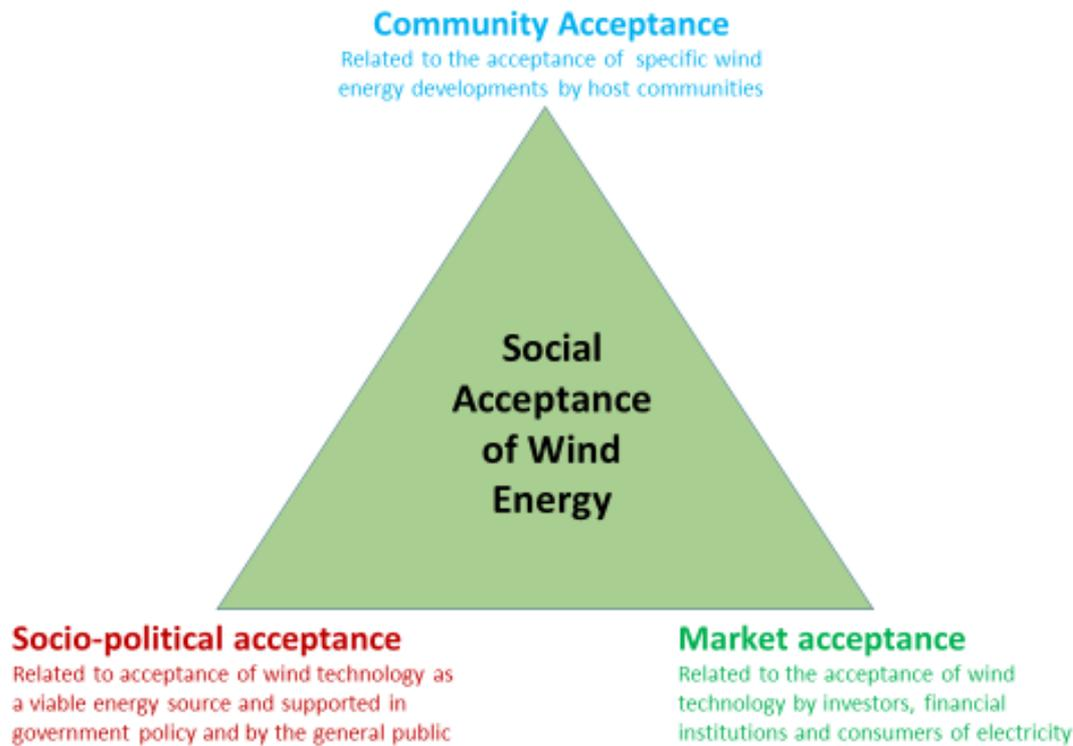 Community Acceptance
Related to the acceptance of specific wind
energy developments by host communities
Social
Acceptance
of Wind
Energy
Socio-political acceptance
Related to acceptance of wind technology as
a viable energy source and supported in
government policy and by the general public
Market acceptance
Related to the acceptance of wind
technology by investors, financial
institutions and consumers of electricity